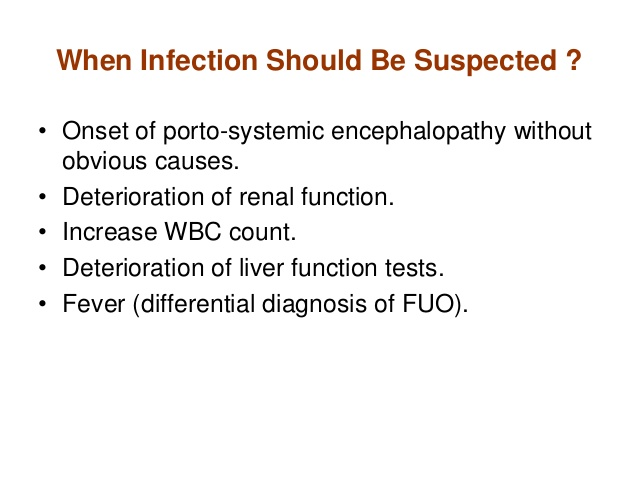 When Infection Should Be Suspected ?
• Onset of porto-systemic encephalopathy without
obvious causes.
• Deterioration of renal function.
• Increase WBC count.
• Deterioration of liver function tests.
• Fever (differential diagnosis of FUO).